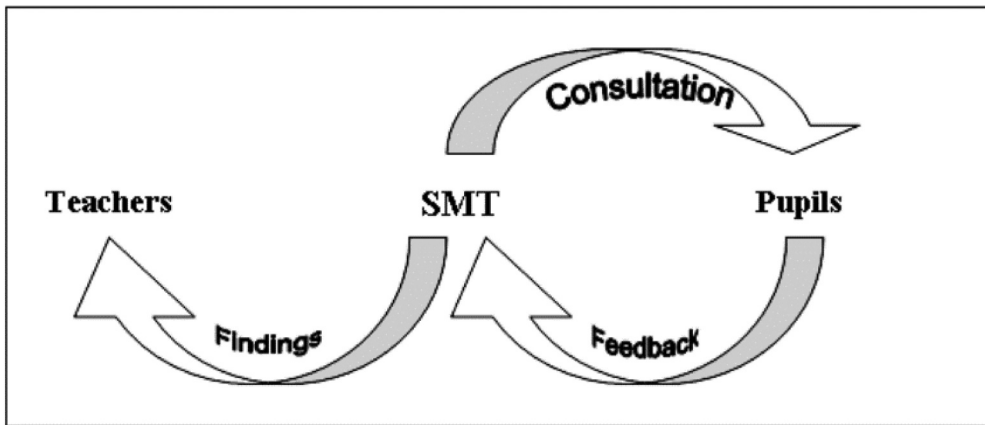 Consultation
Teachers
SMT
Pupils
Findings
Feedback